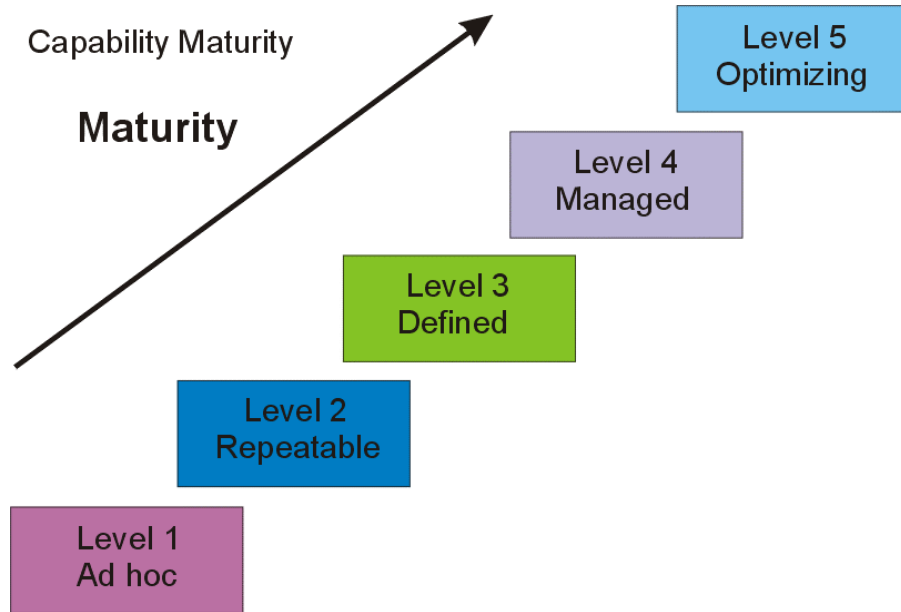 Capability Maturity
Maturity
Level 5
Optimizing
Level 4
Managed
Level 3
Defined
Level 2
Repeatable
Level 1
Ad hoc